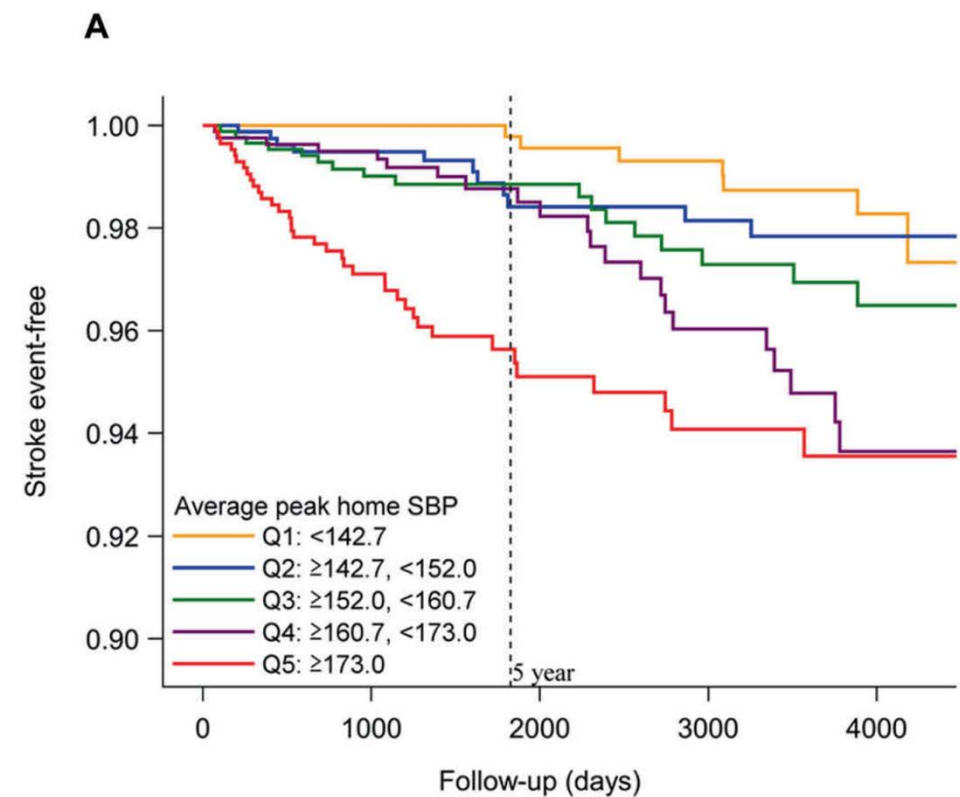 A
Stroke event-free
1.00
0.98
0.96
0.94
0.92
0.90
Average peak home SBP
Q1: <142.7
Q2: ≥142.7, <152.0
Q3: ≥152.0, <160.7
Q4: ≥160.7, <173.0
Q5: ≥173.0
5 year
0 1000 2000 3000 4000
Follow-up (days)